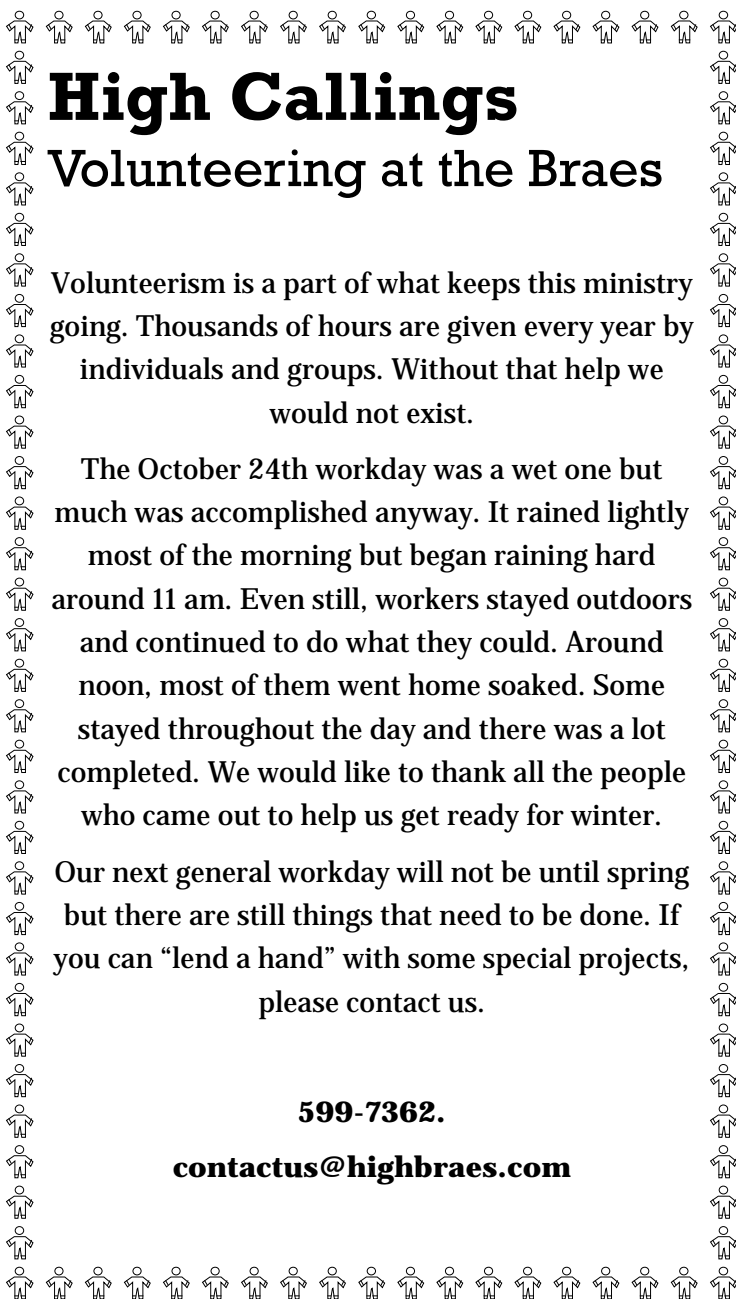 High Callings
Volunteering at the Braes
Volunteerism is a part of what keeps this ministry
going. Thousands of hours are given every year by
individuals and groups. Without that help we
would not exist.
The October 24th workday was a wet one but
much was accomplished anyway. It rained lightly
most of the morning but began raining hard
around 11 am. Even still, workers stayed outdoors
and continued to do what they could. Around
noon, most of them went home soaked. Some
stayed throughout the day and there was a lot
completed. We would like to thank all the people
who came out to help us get ready for winter.
Our next general workday will not be until spring
but there are still things that need to be done. If
you can “lend a hand” with some special projects,
please contact us.
599-7362.
contactus@highbraes.com